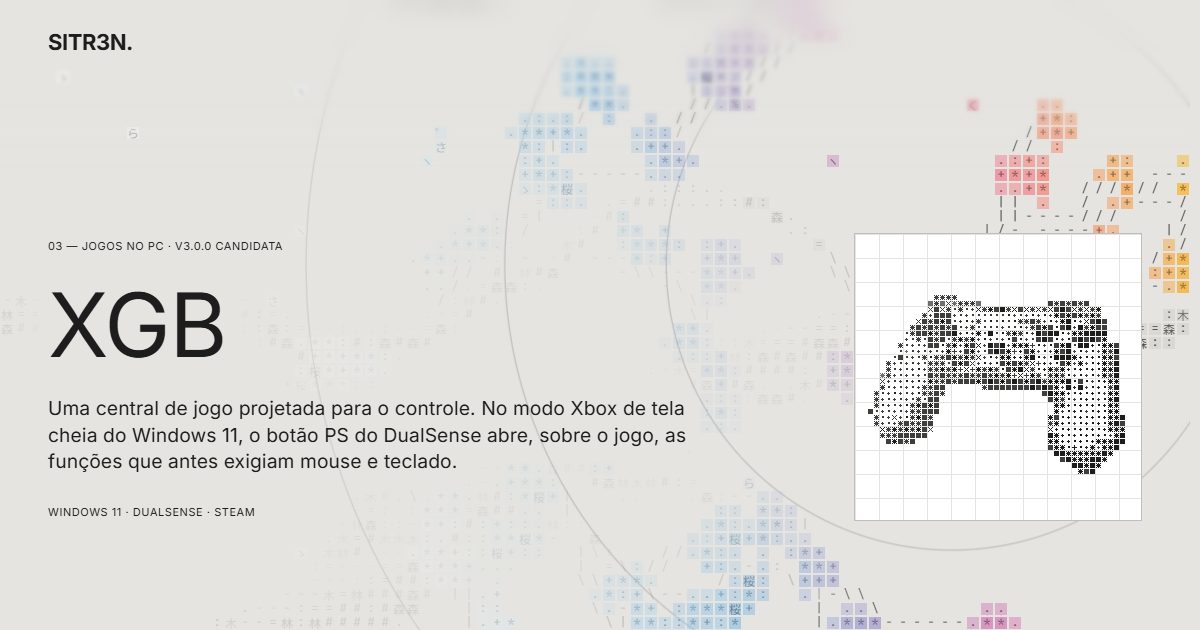 SITR3N.
03 — JOGOS NO PC · V3.0.0 CANDIDATA
XGB
Uma central de jogo projetada para o controle. No modo Xbox de tela
cheia do Windows 11, o botão PS do DualSense abre, sobre o jogo, as
funções que antes exigiam mouse e teclado.
WINDOWS 11 · DUALSENSE · STEAM